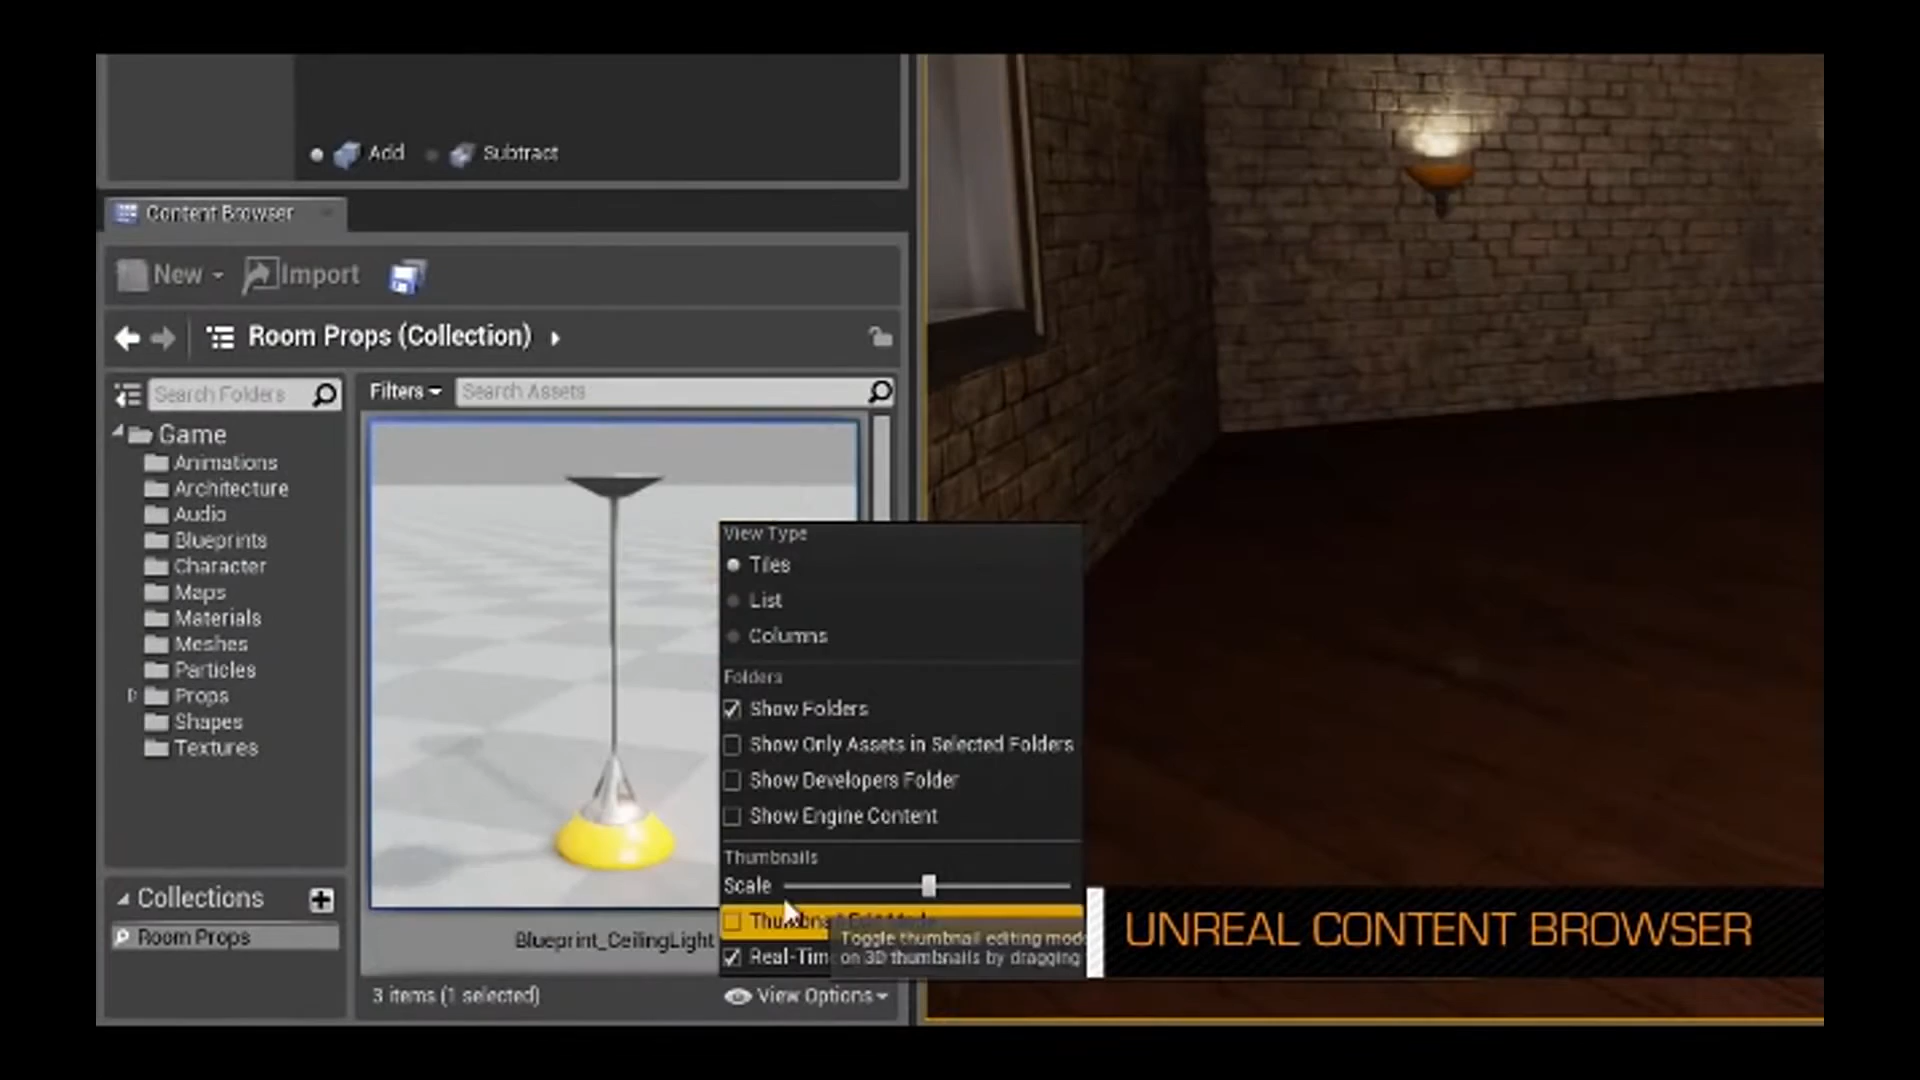 Add
Subtract
Content Browser
New
Import
Room Props (Collection)
Search Folders
Filters
Search Assets
Game
Animations
Architecture
Audio
Blueprints
Character
Maps
Materials
Meshes
Particles
Props
Shapes
Textures
Collections
Room Props
Blueprint_CeilingLight
3 items (1 selected)
View Options
View Type
Tiles
List
Columns
Folders
Show Folders
Show Only Assets in Selected Folders
Show Developers Folder
Show Engine Content
Thumbnails
Scale
Toggle thumbnail editing
on 3D thumbnails by dragging
UNREAL CONTENT BROWSER